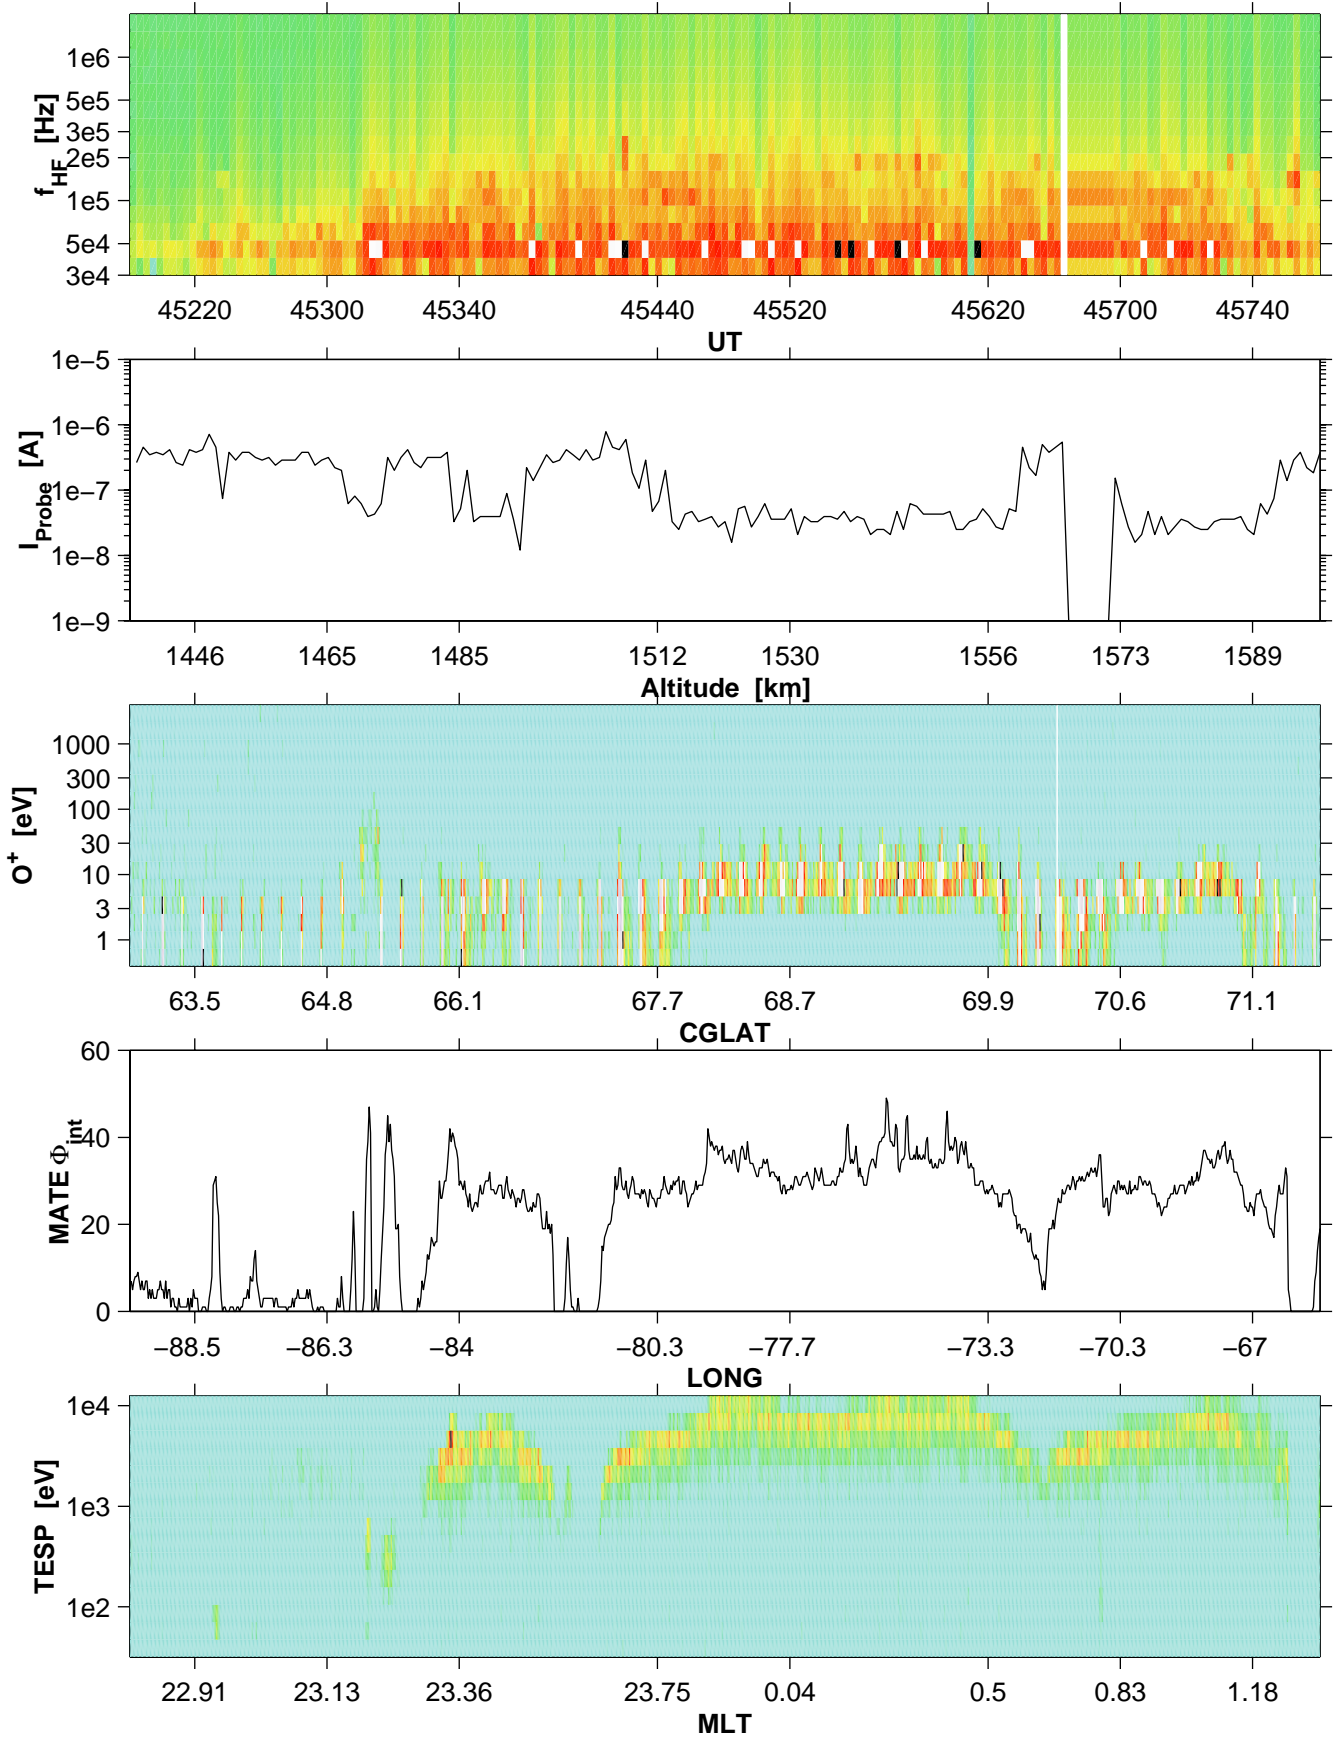 1e6
5e5
3e5
2e5
1e5
5e4
3e4
f_HF [Hz]
45220 45300 45340 45440 45520 45620 45700 45740
UT
1e−5
1e−6
1e−7
1e−8
1e−9
I_Probe [A]
1446 1465 1485 1512 1530 1556 1573 1589
Altitude [km]
1000
300
100
30
10
3
1
O⁺ [eV]
63.5 64.8 66.1 67.7 68.7 69.9 70.6 71.1
CGLAT
60
40
20
0
MATE Φ_int
−88.5 −86.3 −84 −80.3 −77.7 −73.3 −70.3 −67
LONG
1e4
1e3
1e2
TESP [eV]
22.91 23.13 23.36 23.75 0.04 0.5 0.83 1.18
MLT